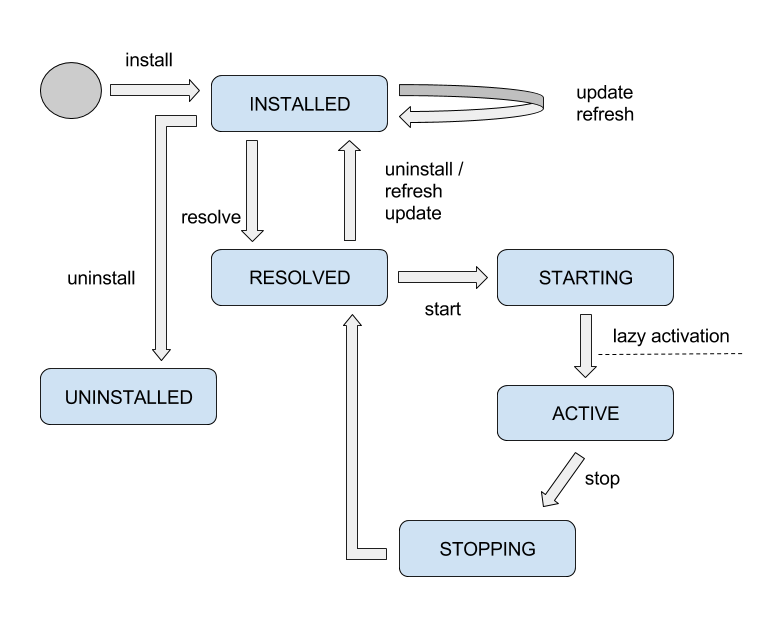 install
INSTALLED
update
refresh
uninstall /
refresh
update
resolve
uninstall
RESOLVED
STARTING
start
lazy activation
UNINSTALLED
ACTIVE
stop
STOPPING